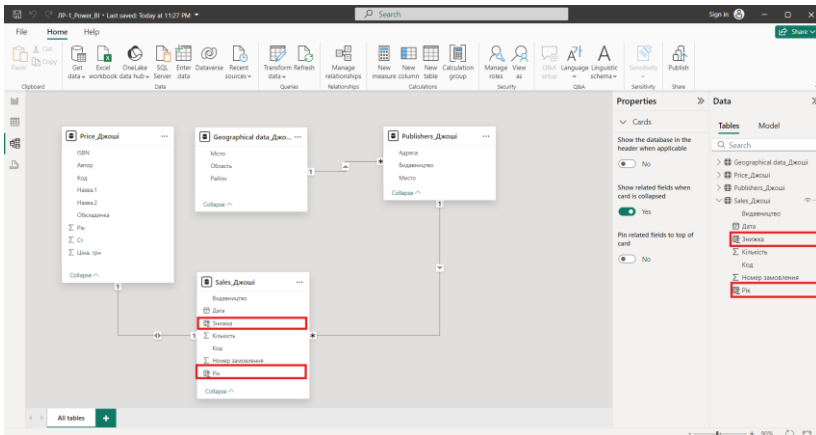 JIP-1_Power_BI • Last saved: Today at 11:27 PM
Search
Sign in
File Home Help
Share
Paste
Cut
Copy
Get data
Excel workbook
OneLake data hub
SQL Server
Enter data
Dataverse
Recent sources
Transform data
Refresh
Manage relationships
New measure
New column
New table
Calculation group
Manage roles
View as
Q&A setup
Language
Linguistic schema
Sensitivity
Publish
Clipboard
Data
Queries
Relationships
Calculations
Security
Q&A
Sensitivity
Share
Price_Джоші
ISBN
Автор
Код
Назва.1
Назва.2
Обкладинка
Рік
Ст
Ціна, грн
Collapse
1
Geographical data_Джо...
Місто
Область
Район
Collapse
1
*
Publishers_Джоші
Адреса
Видавництво
Місто
Collapse
1
Sales_Джоші
Видавництво
Дата
Знижка
Кількість
Код
Номер замовлення
Рік
Collapse
1
*
Properties
Cards
Show the database in the
header when applicable
No
Show related fields when
card is collapsed
Yes
Pin related fields to top of
card
No
Data
Tables Model
Search
Geographical data_Джоші
Price_Джоші
Publishers_Джоші
Sales_Джоші
Видавництво
Дата
Знижка
Кількість
Код
Номер замовлення
Рік
All tables
90%